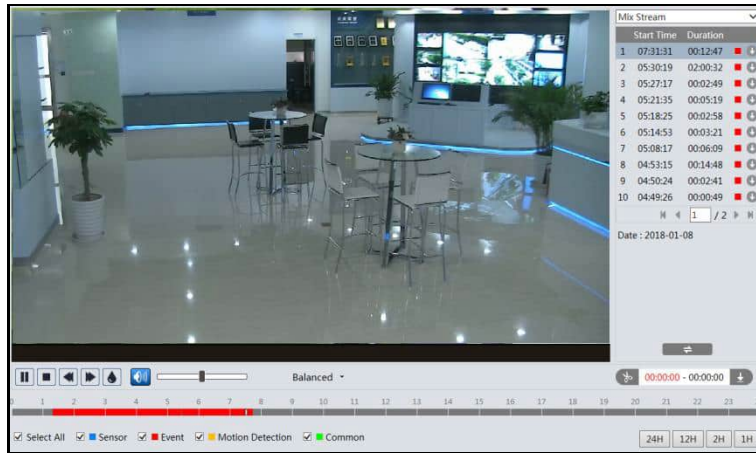 Mix Stream
Start Time Duration
1 07:31:31 00:12:47
2 05:30:19 02:00:32
3 05:27:17 00:02:49
4 05:21:35 00:05:19
5 05:18:25 00:02:58
6 05:14:53 00:03:21
7 05:08:17 00:06:09
8 04:53:15 00:14:48
9 04:50:24 00:02:41
10 04:49:26 00:00:49
1 / 2
Date : 2018-01-08
Balanced
00:00:00 - 00:00:00
0 1 2 3 4 5 6 7 8 9 10 11 12 13 14 15 16 17 18 19 20 21 22 23
Select All Sensor Event Motion Detection Common
24H 12H 2H 1H